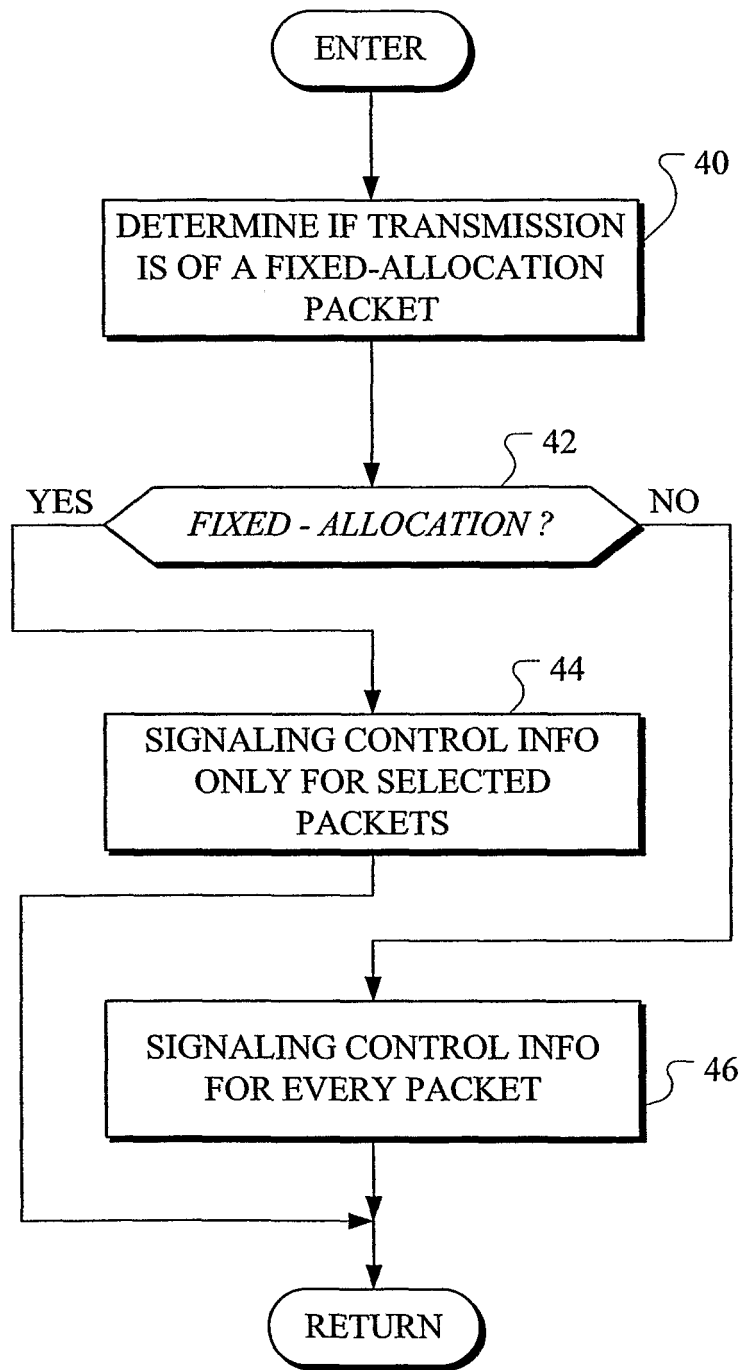 ENTER
40
DETERMINE IF TRANSMISSION
IS OF A FIXED-ALLOCATION
PACKET
42
YES
FIXED - ALLOCATION ?
NO
44
SIGNALING CONTROL INFO
ONLY FOR SELECTED
PACKETS
SIGNALING CONTROL INFO
FOR EVERY PACKET
46
RETURN